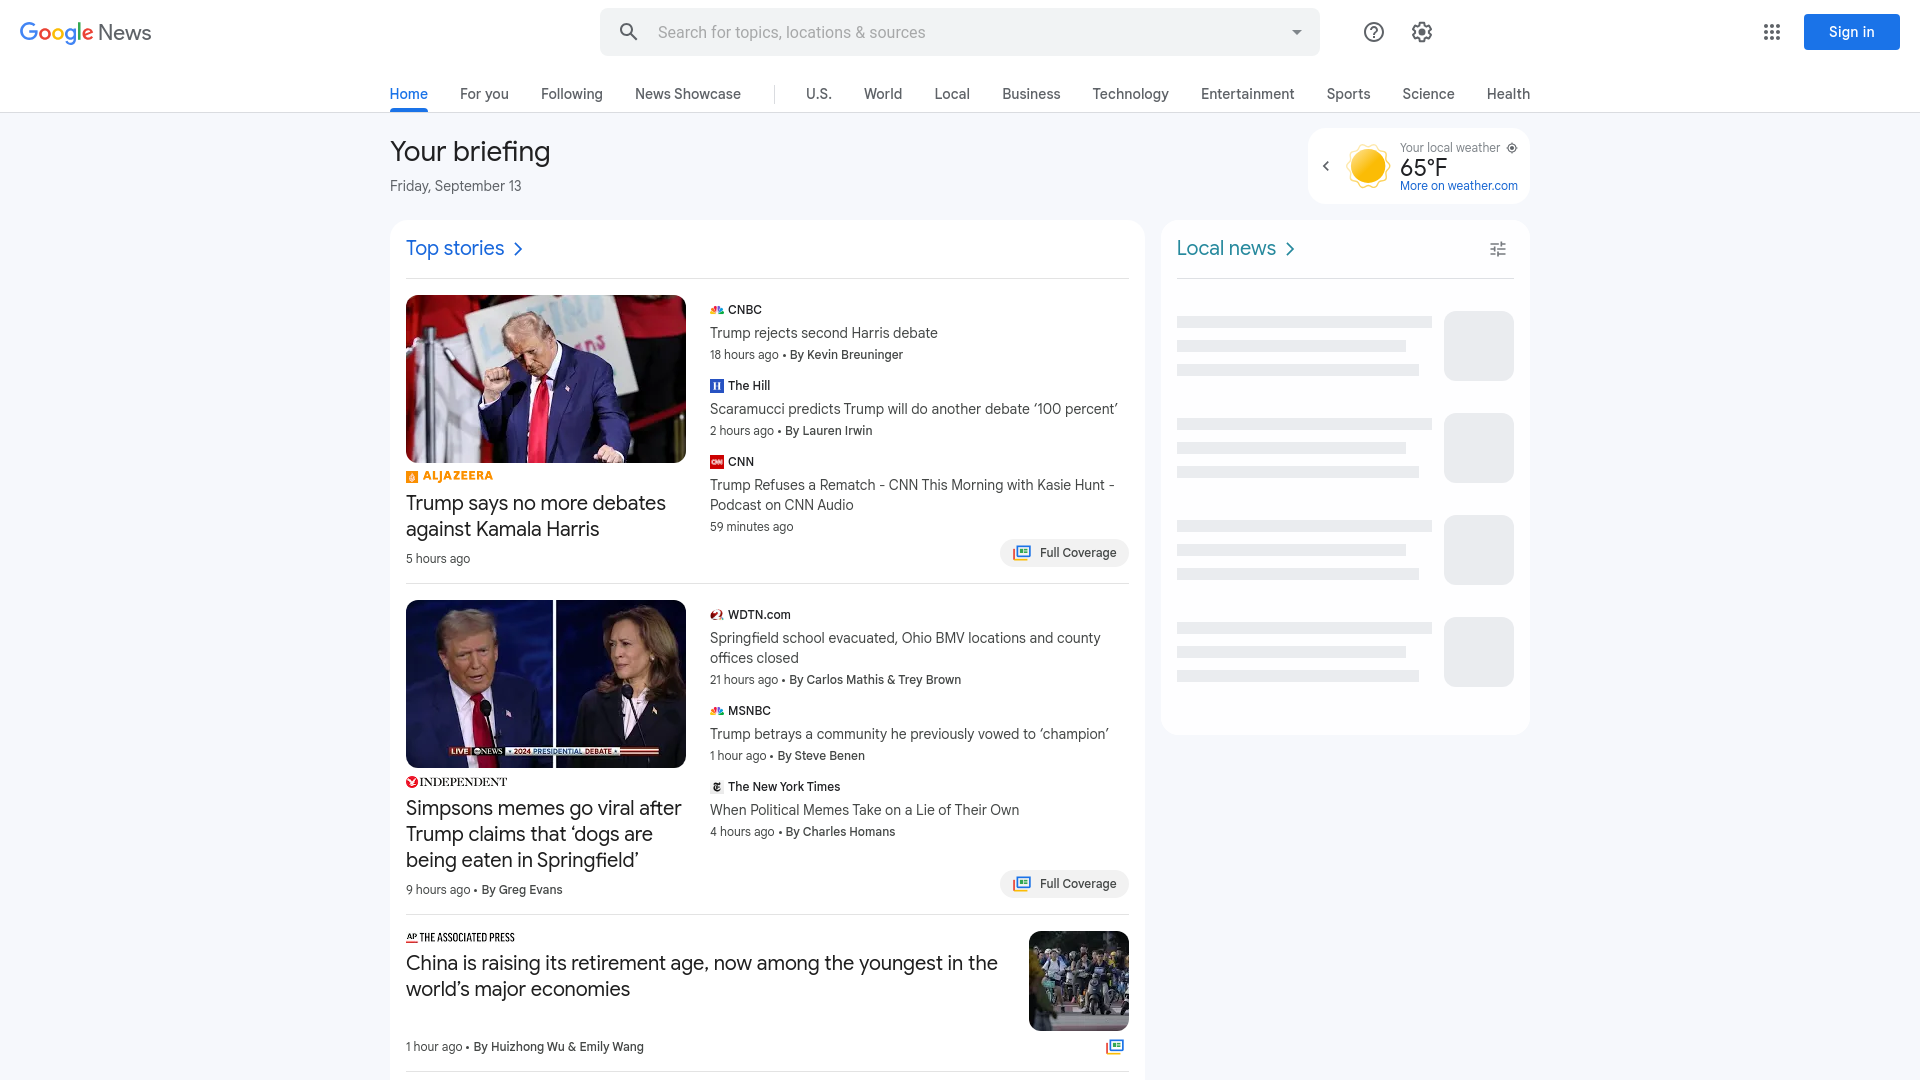 Google News
Search for topics, locations & sources
Sign in
Home
For you
Following
News Showcase
U.S.
World
Local
Business
Technology
Entertainment
Sports
Science
Health
Your briefing
Friday, September 13
Your local weather
65°F
More on weather.com
Top stories
ALJAZEERA
Trump says no more debates
against Kamala Harris
5 hours ago
CNBC
Trump rejects second Harris debate
18 hours ago • By Kevin Breuninger
The Hill
Scaramucci predicts Trump will do another debate ‘100 percent’
2 hours ago • By Lauren Irwin
CNN
Trump Refuses a Rematch - CNN This Morning with Kasie Hunt -
Podcast on CNN Audio
59 minutes ago
Full Coverage
LIVE abc NEWS • 2024 PRESIDENTIAL DEBATE •
INDEPENDENT
Simpsons memes go viral after
Trump claims that ‘dogs are
being eaten in Springfield’
9 hours ago • By Greg Evans
WDTN.com
Springfield school evacuated, Ohio BMV locations and county
offices closed
21 hours ago • By Carlos Mathis & Trey Brown
MSNBC
Trump betrays a community he previously vowed to ‘champion’
1 hour ago • By Steve Benen
The New York Times
When Political Memes Take on a Lie of Their Own
4 hours ago • By Charles Homans
Full Coverage
AP THE ASSOCIATED PRESS
China is raising its retirement age, now among the youngest in the
world’s major economies
1 hour ago • By Huizhong Wu & Emily Wang
Local news